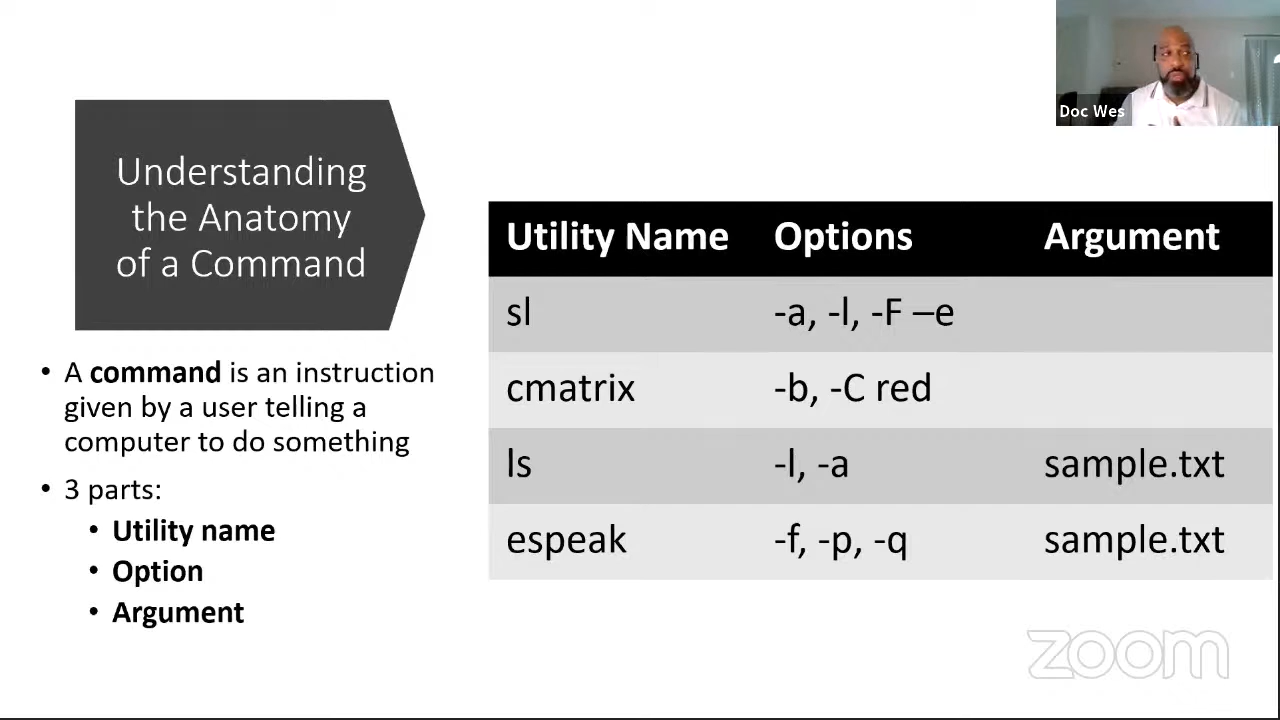 Doc Wes
Understanding
the Anatomy
of a Command
• A command is an instruction
given by a user telling a
computer to do something
• 3 parts:
• Utility name
• Option
• Argument
Utility Name Options Argument
sl -a, -l, -F –e
cmatrix -b, -C red
ls -l, -a sample.txt
espeak -f, -p, -q sample.txt
zoom